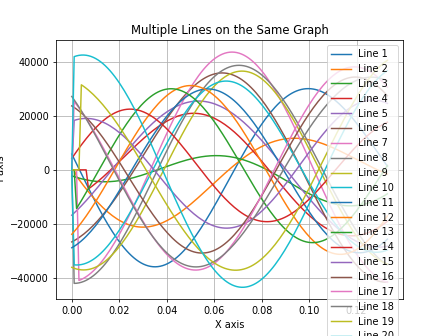 Multiple Lines on the Same Graph
40000
20000
0
−20000
−40000
axis
0.00
0.02
0.04
0.06
0.08
0.10
X axis
Line 1
Line 2
Line 3
Line 4
Line 5
Line 6
Line 7
Line 8
Line 9
Line 10
Line 11
Line 12
Line 13
Line 14
Line 15
Line 16
Line 17
Line 18
Line 19
Line 20